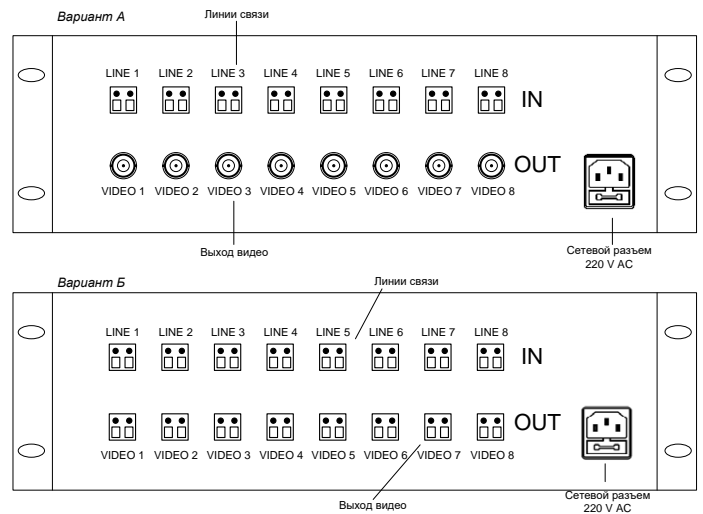 Вариант А
Линии связи
LINE 1 LINE 2 LINE 3 LINE 4 LINE 5 LINE 6 LINE 7 LINE 8
IN
OUT
VIDEO 1 VIDEO 2 VIDEO 3 VIDEO 4 VIDEO 5 VIDEO 6 VIDEO 7 VIDEO 8
Выход видео
Сетевой разъем
220 V AC
Вариант Б
Линии связи
LINE 1 LINE 2 LINE 3 LINE 4 LINE 5 LINE 6 LINE 7 LINE 8
IN
OUT
VIDEO 1 VIDEO 2 VIDEO 3 VIDEO 4 VIDEO 5 VIDEO 6 VIDEO 7 VIDEO 8
Выход видео
Сетевой разъем
220 V AC